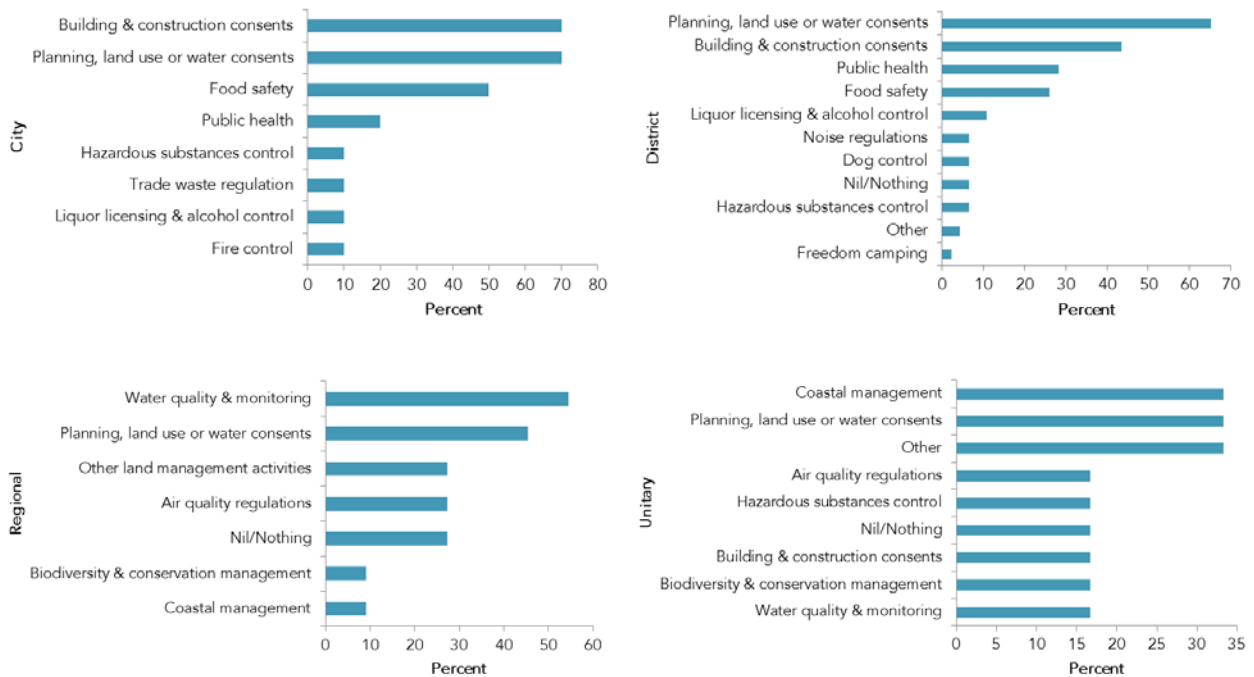 City
Building & construction consents
Planning, land use or water consents
Food safety
Public health
Hazardous substances control
Trade waste regulation
Liquor licensing & alcohol control
Fire control
0 10 20 30 40 50 60 70 80
Percent
District
Planning, land use or water consents
Building & construction consents
Public health
Food safety
Liquor licensing & alcohol control
Noise regulations
Dog control
Nil/Nothing
Hazardous substances control
Other
Freedom camping
0 10 20 30 40 50 60 70
Percent
Regional
Water quality & monitoring
Planning, land use or water consents
Other land management activities
Air quality regulations
Nil/Nothing
Biodiversity & conservation management
Coastal management
0 10 20 30 40 50 60
Percent
Unitary
Coastal management
Planning, land use or water consents
Other
Air quality regulations
Hazardous substances control
Nil/Nothing
Building & construction consents
Biodiversity & conservation management
Water quality & monitoring
0 5 10 15 20 25 30 35
Percent